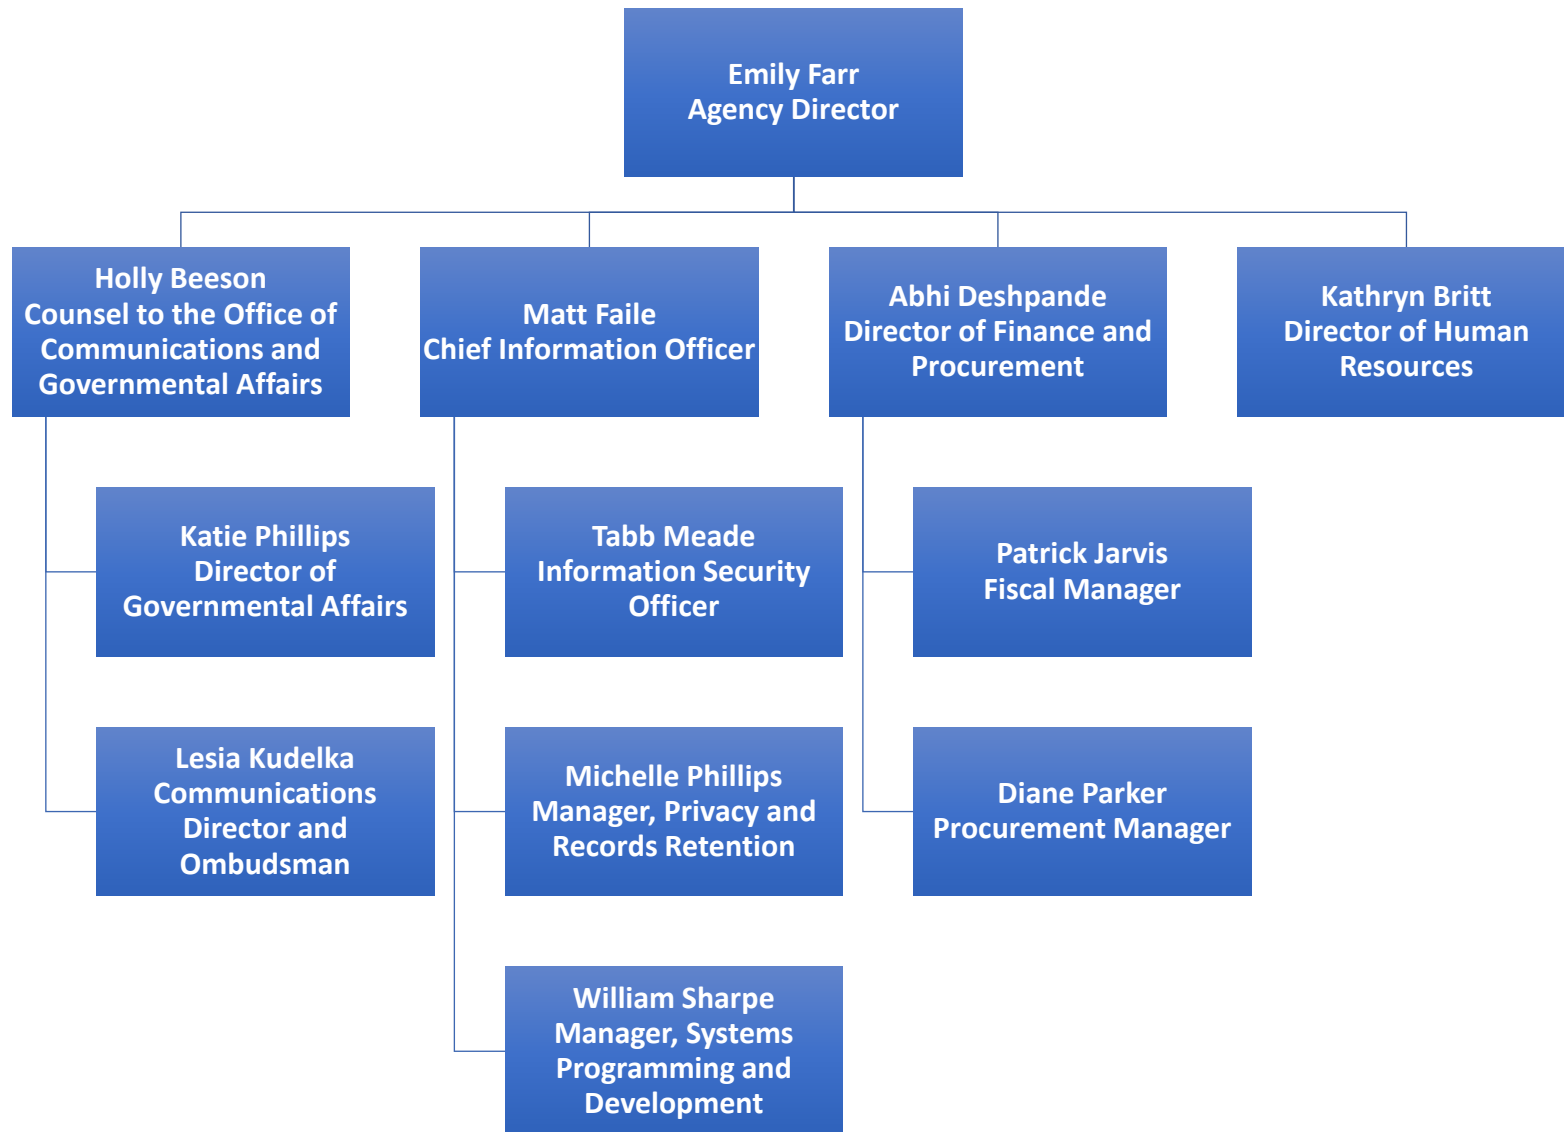 Emily Farr
Agency Director
Holly Beeson
Counsel to the Office of
Communications and
Governmental Affairs
Matt Faile
Chief Information Officer
Abhi Deshpande
Director of Finance and
Procurement
Kathryn Britt
Director of Human
Resources
Katie Phillips
Director of
Governmental Affairs
Tabb Meade
Information Security
Officer
Patrick Jarvis
Fiscal Manager
Lesia Kudelka
Communications
Director and
Ombudsman
Michelle Phillips
Manager, Privacy and
Records Retention
Diane Parker
Procurement Manager
William Sharpe
Manager, Systems
Programming and
Development